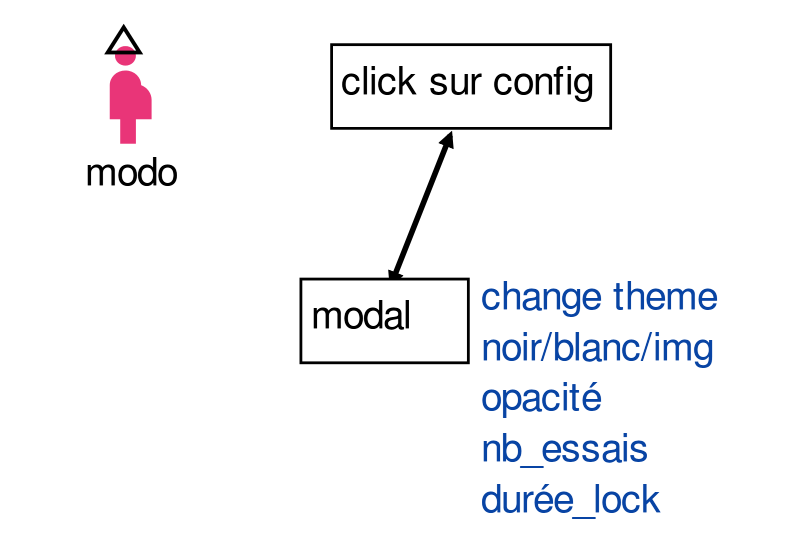 click sur config
modo
modal
change theme
noir/blanc/img
opacité
nb_essais
durée_lock